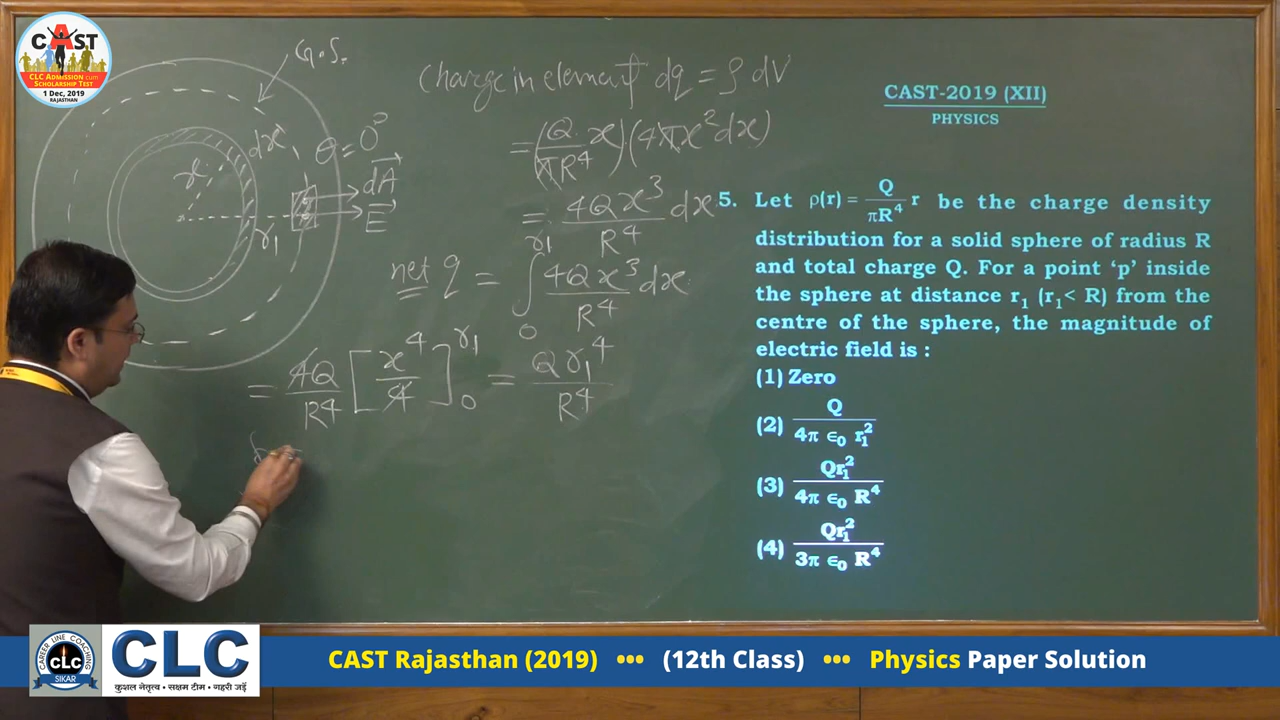 CAST
CLC ADMISSION cum
SCHOLARSHIP TEST
1 Dec, 2019
RAJASTHAN
G.S.
x
dx
r₁
θ = 0°
dA⃗
E⃗
Charge in element dq = ρ dV
= (Q/πR⁴ x) (4πx² dx)
= 4Qx³/R⁴ dx
net q = ∫₀^r₁ 4Qx³/R⁴ dx
= 4Q/R⁴ [x⁴/4]₀^r₁ = Qr₁⁴/R⁴
CAST-2019 (XII)
PHYSICS
5. Let ρ(r) = Q/πR⁴ r be the charge density
distribution for a solid sphere of radius R
and total charge Q. For a point ‘p’ inside
the sphere at distance r₁ (r₁< R) from the
centre of the sphere, the magnitude of
electric field is :
(1) Zero
(2) Q/4π ∈₀ r₁²
(3) Qr₁²/4π ∈₀ R⁴
(4) Qr₁²/3π ∈₀ R⁴
CAREER LINE COACHING
CLC
SIKAR
CLC
कुशल नेतृत्व • सक्षम टीम • गहरी जड़ें
CAST Rajasthan (2019) ••• (12th Class) ••• Physics Paper Solution